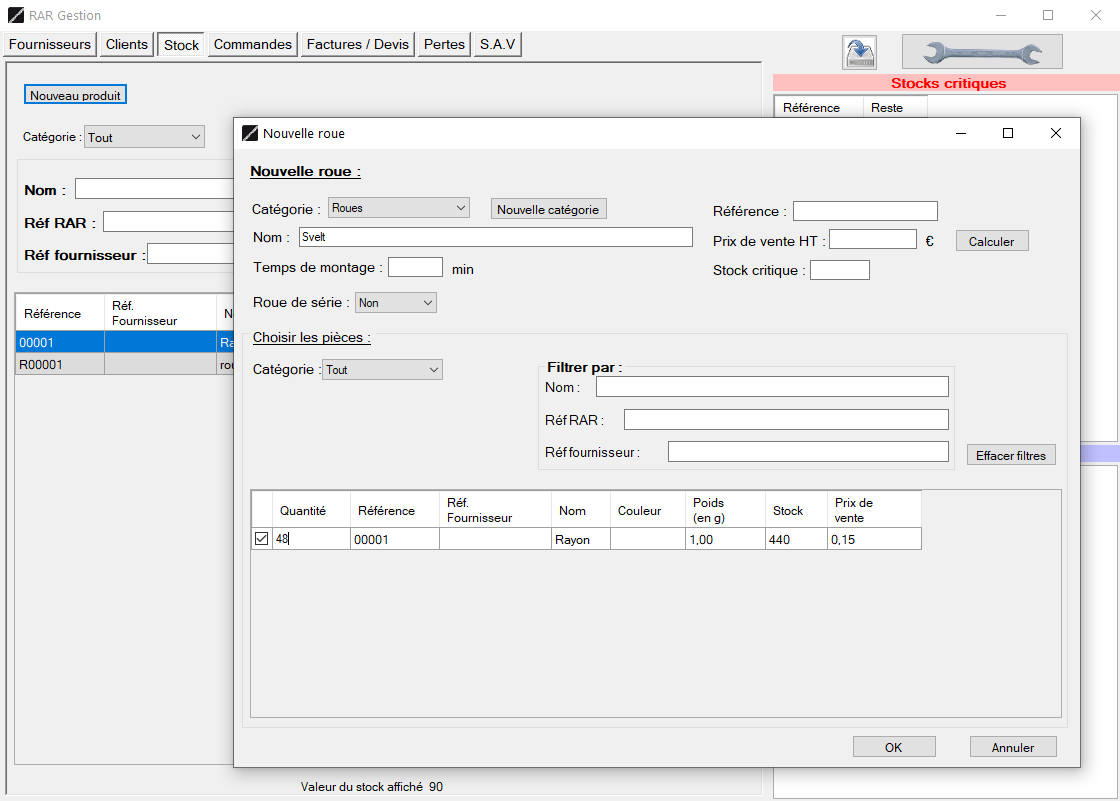 RAR Gestion
Fournisseurs Clients Stock Commandes Factures / Devis Pertes S.A.V
Stocks critiques
Référence Reste
Nouveau produit
Catégorie : Tout
Nom :
Réf RAR :
Réf fournisseur :
Référence Réf. Fournisseur
00001 Ra
R00001 rou
Valeur du stock affiché 90
Nouvelle roue
Nouvelle roue :
Catégorie : Roues Nouvelle catégorie
Référence :
Nom : Svelt
Prix de vente HT : € Calculer
Temps de montage : min
Stock critique :
Roue de série : Non
Choisir les pièces :
Catégorie : Tout
Filtrer par :
Nom :
Réf RAR :
Réf fournisseur :
Effacer filtres
Quantité Référence Réf. Fournisseur Nom Couleur Poids (en g) Stock Prix de vente
48 00001 Rayon 1,00 440 0,15
OK Annuler